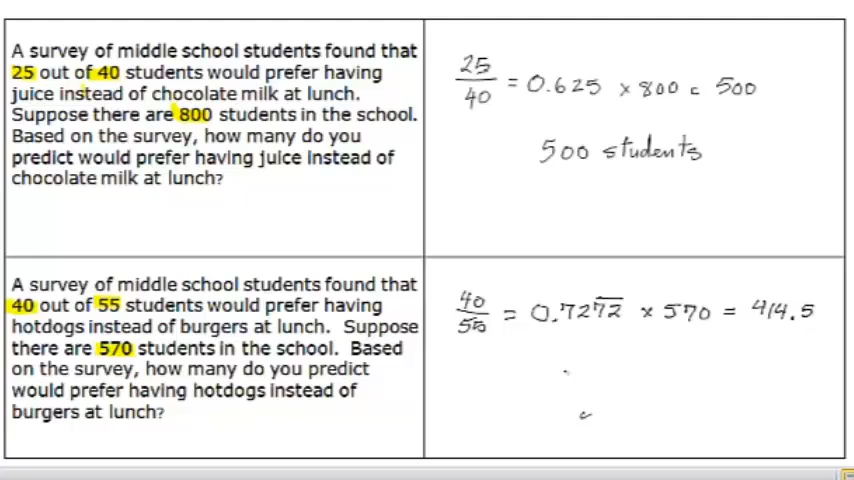 A survey of middle school students found that
25 out of 40 students would prefer having
juice instead of chocolate milk at lunch.
Suppose there are 800 students in the school.
Based on the survey, how many do you
predict would prefer having juice instead of
chocolate milk at lunch?
25/40 = 0.625 x 800 = 500
500 students
A survey of middle school students found that
40 out of 55 students would prefer having
hotdogs instead of burgers at lunch. Suppose
there are 570 students in the school. Based
on the survey, how many do you predict
would prefer having hotdogs instead of
burgers at lunch?
40/55 = 0.7272 x 570 = 414.5